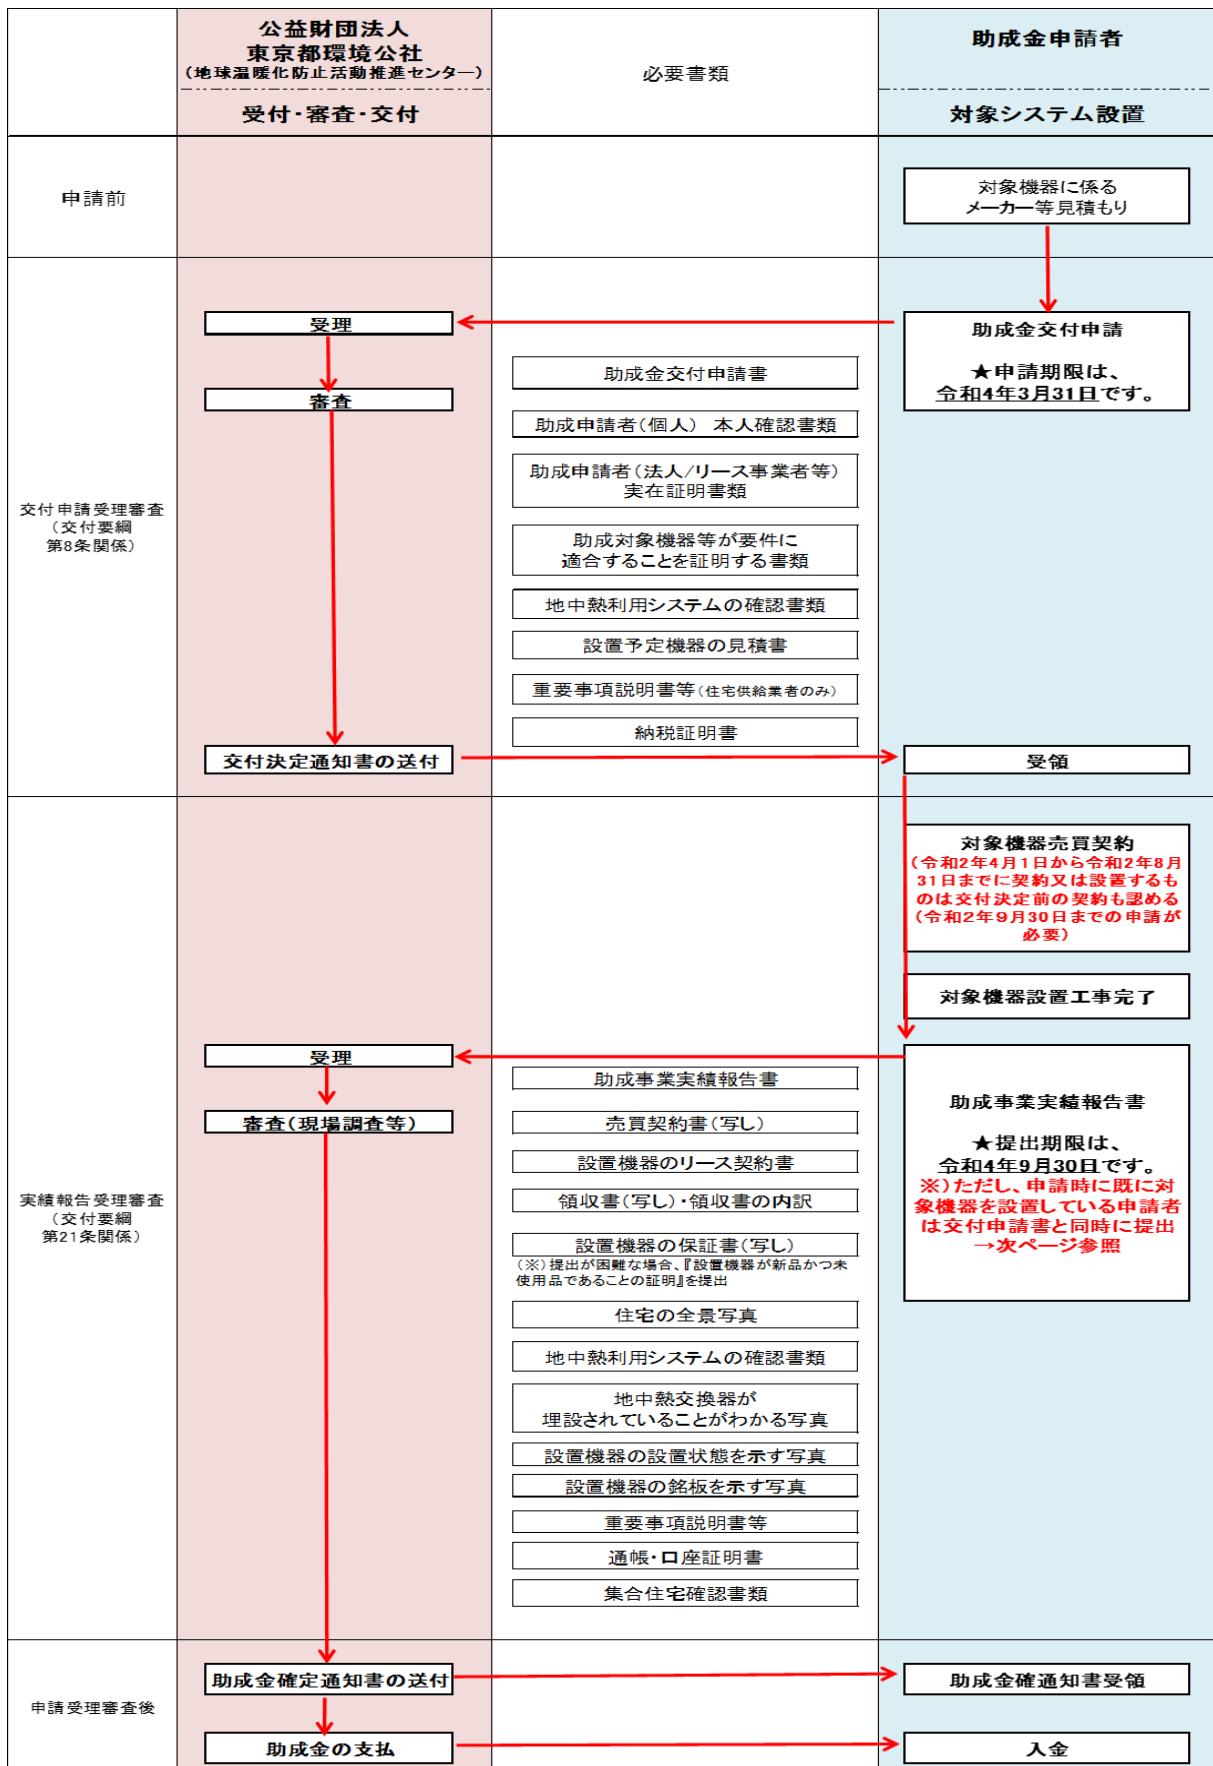 公益財団法人
東京都環境公社
（地球温暖化防止活動推進センター）
受付・審査・交付
必要書類
助成金申請者
対象システム設置
申請前
対象機器に係る
メーカー等見積もり
交付申請受理審査
（交付要綱
第8条関係）
受理
審査
交付決定通知書の送付
助成金交付申請書
助成申請者（個人）　本人確認書類
助成申請者（法人/リース事業者等）
実在証明書類
助成対象機器等が要件に
適合することを証明する書類
地中熱利用システムの確認書類
設置予定機器の見積書
重要事項説明書等（住宅供給業者のみ）
納税証明書
助成金交付申請
★申請期限は、
令和4年3月31日です。
受領
実績報告受理審査
（交付要綱
第21条関係）
対象機器売買契約
（令和2年4月1日から令和2年8月
31日までに契約又は設置するも
のは交付決定前の契約も認める
（令和2年9月30日までの申請が
必要）
対象機器設置工事完了
受理
審査（現場調査等）
助成事業実績報告書
売買契約書（写し）
設置機器のリース契約書
領収書（写し）・領収書の内訳
設置機器の保証書（写し）
（※）提出が困難な場合、『設置機器が新品かつ未
使用品であることの証明』を提出
住宅の全景写真
地中熱利用システムの確認書類
地中熱交換器が
埋設されていることがわかる写真
設置機器の設置状態を示す写真
設置機器の銘板を示す写真
重要事項説明書等
通帳・口座証明書
集合住宅確認書類
助成事業実績報告書
★提出期限は、
令和4年9月30日です。
※）ただし、申請時に既に対
象機器を設置している申請者
は交付申請書と同時に提出
→次ページ参照
申請受理審査後
助成金確定通知書の送付
助成金確通知書受領
助成金の支払
入金